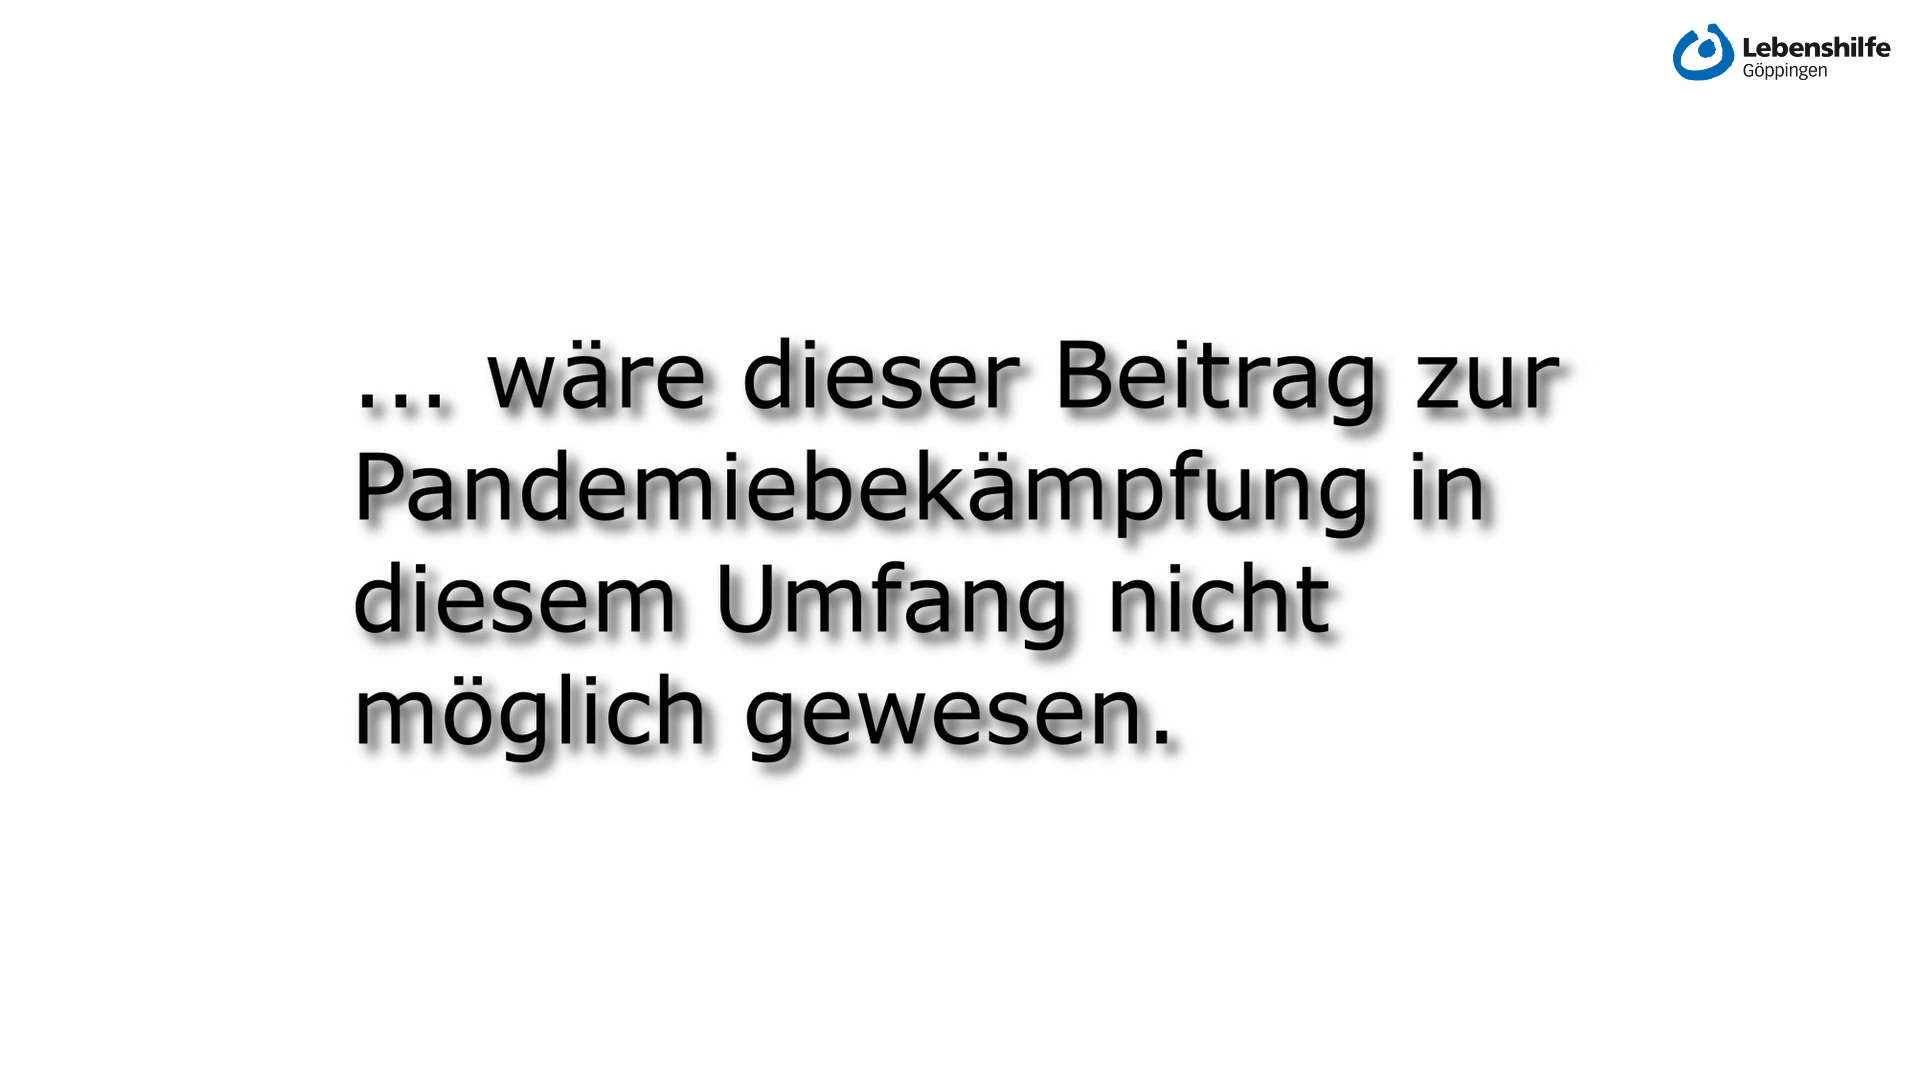 Lebenshilfe
Göppingen
... wäre dieser Beitrag zur
Pandemiebekämpfung in
diesem Umfang nicht
möglich gewesen.